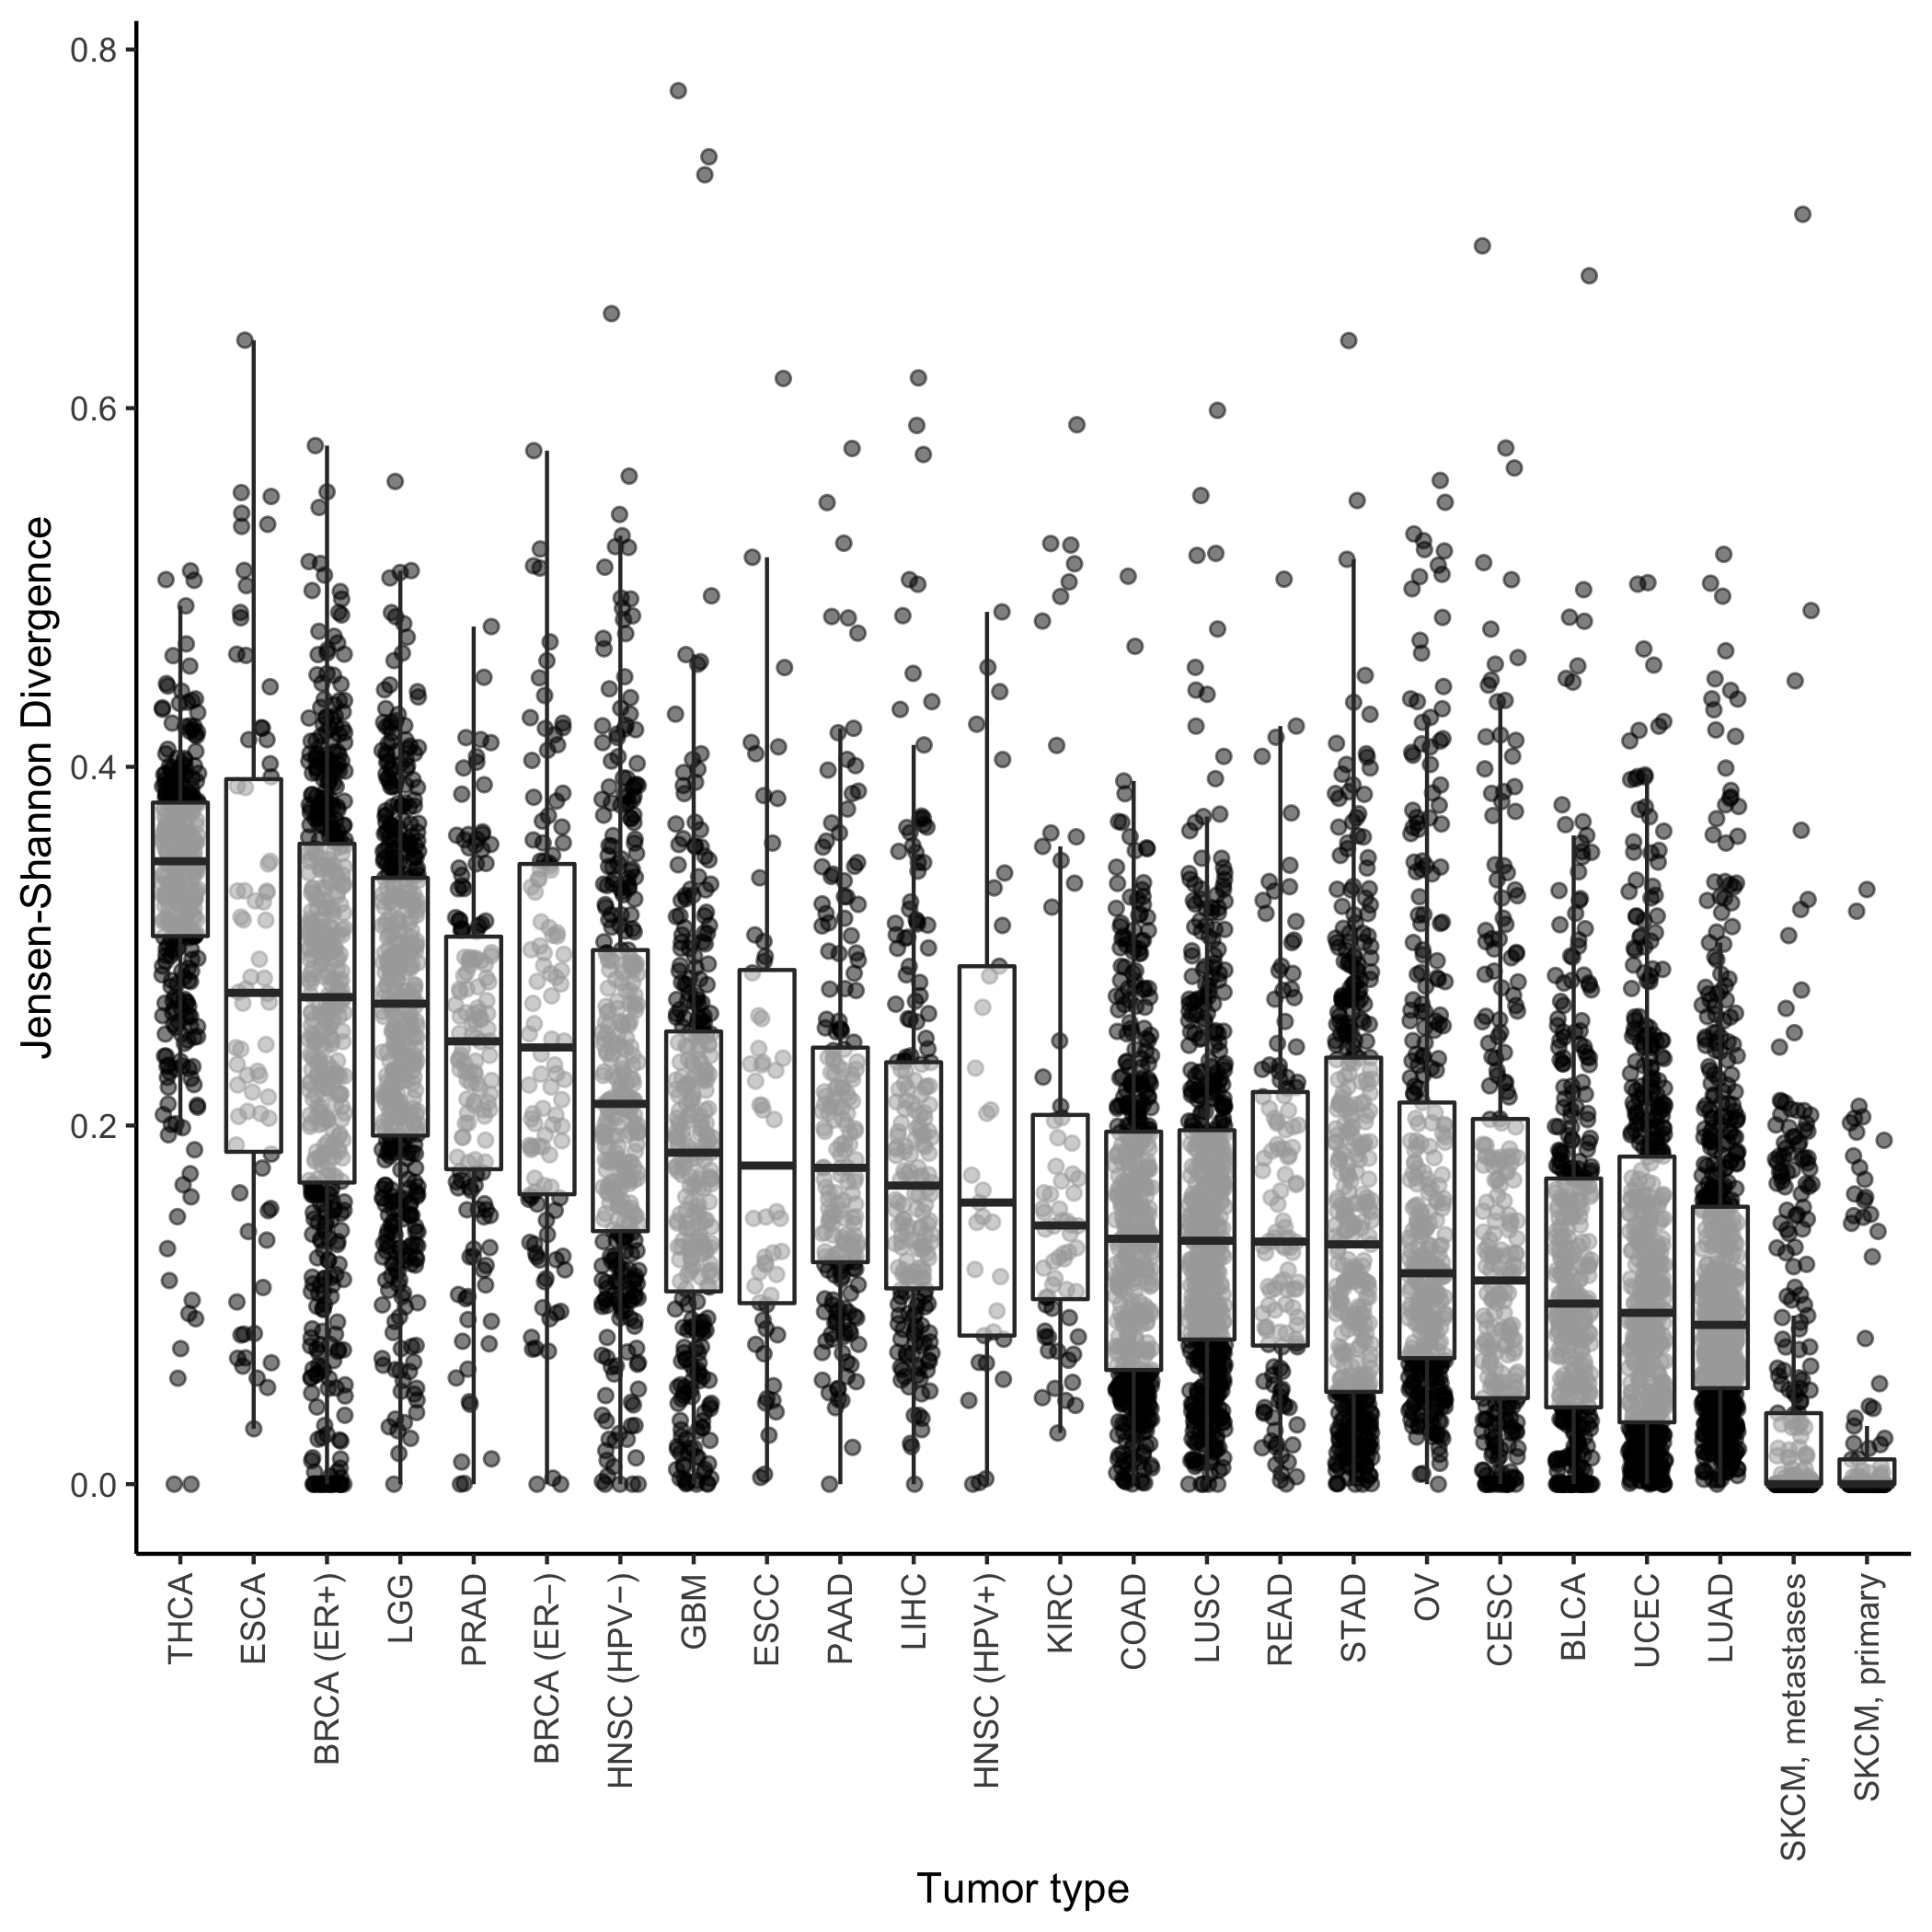 Jensen-Shannon Divergence
0.8
0.6
0.4
0.2
0.0
THCA
ESCA
BRCA (ER+)
LGG
PRAD
BRCA (ER−)
HNSC (HPV−)
GBM
ESCC
PAAD
LIHC
HNSC (HPV+)
KIRC
COAD
LUSC
READ
STAD
OV
CESC
BLCA
UCEC
LUAD
SKCM, metastases
SKCM, primary
Tumor type